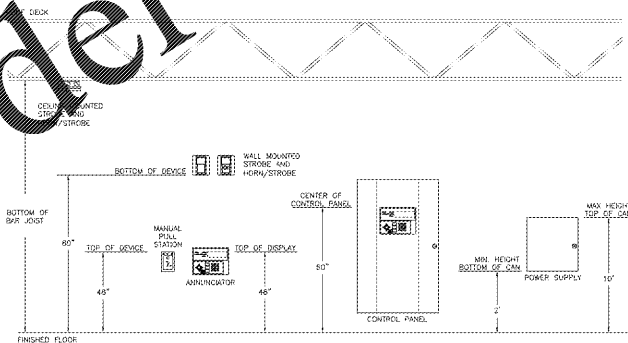 OF DECK
CEILING MOUNTED
STROBE AND
HORN/STROBE
WALL MOUNTED
STROBE AND
HORN/STROBE
BOTTOM OF DEVICE
CENTER OF
CONTROL PANEL
BOTTOM OF
BAR JOIST
MANUAL
PULL
STATION
MAX HEIGH
TOP OF CA
TOP OF DEVICE
TOP OF DISPLAY
MIN. HEIGHT
BOTTOM OF CAN
ANNUNCIATOR
POWER SUPPLY
48"
48"
2'
10'
CONTROL PANEL
FINISHED FLOOR